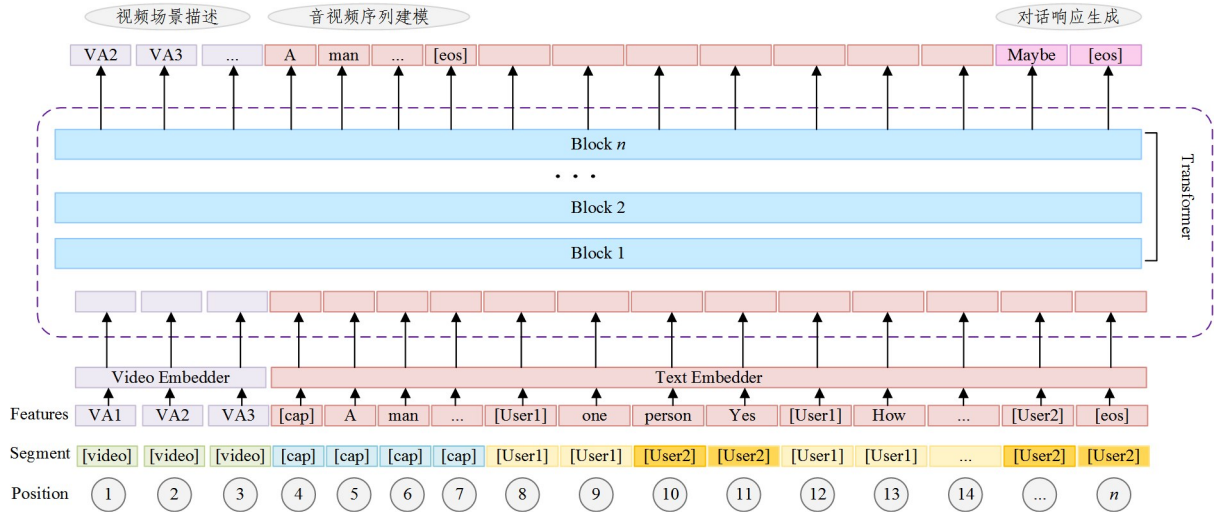 视频场景描述 音视频序列建模 对话响应生成
VA2 VA3 ... A man ... [eos] Maybe [eos]
Block n
...
Block 2
Block 1
Transformer
Video Embedder Text Embedder
Features VA1 VA2 VA3 [cap] A man ... [User1] one person Yes [User1] How ... [User2] [eos]
Segment [video] [video] [video] [cap] [cap] [cap] [cap] [User1] [User1] [User2] [User2] [User1] [User1] ... [User2] [User2]
Position 1 2 3 4 5 6 7 8 9 10 11 12 13 14 ... n